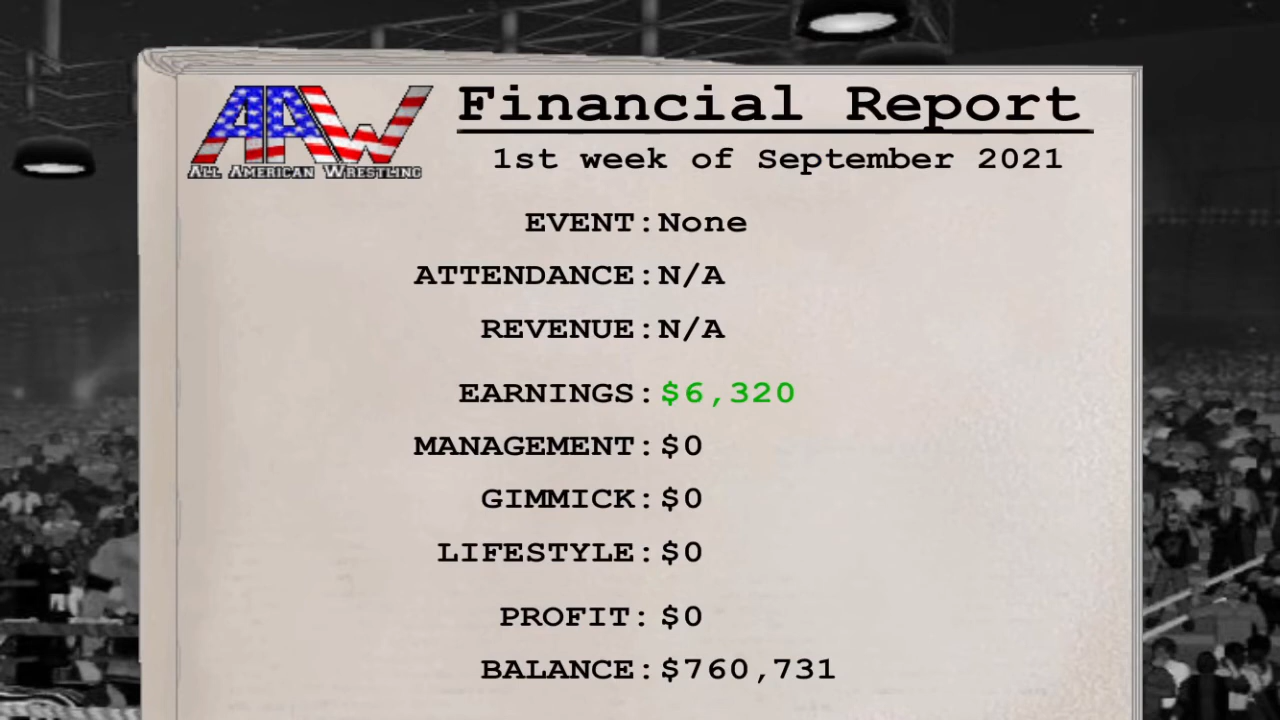 AAW
ALL AMERICAN WRESTLING
Financial Report
1st week of September 2021
EVENT: None
ATTENDANCE: N/A
REVENUE: N/A
EARNINGS: $6,320
MANAGEMENT: $0
GIMMICK: $0
LIFESTYLE: $0
PROFIT: $0
BALANCE: $760,731